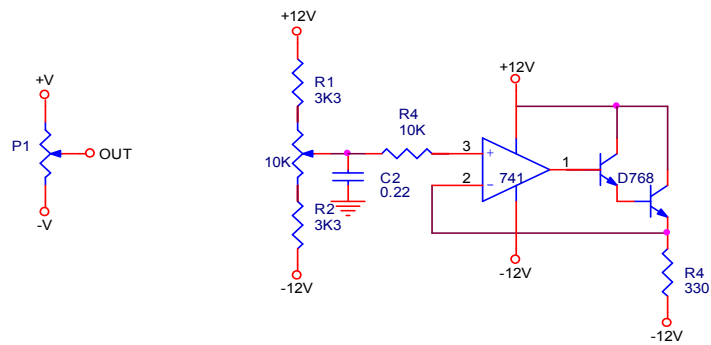 +V
P1
OUT
-V
+12V
R1
3K3
10K
R2
3K3
-12V
C2
0.22
R4
10K
+12V
3
+
2
−
741
1
-12V
D768
R4
330
-12V